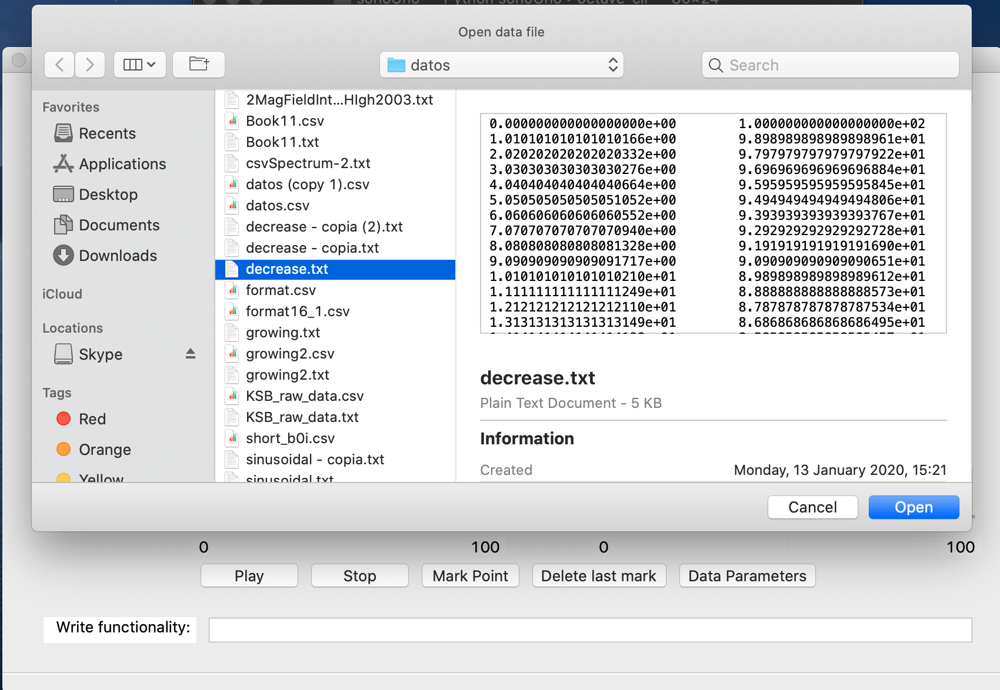 Open data file
datos
Search
Favorites
Recents
Applications
Desktop
Documents
Downloads
iCloud
Locations
Skype
Tags
Red
Orange
Yellow
2MagFieldInt...HIgh2003.txt
Book11.csv
Book11.txt
csvSpectrum-2.txt
datos (copy 1).csv
datos.csv
decrease - copia (2).txt
decrease - copia.txt
decrease.txt
format.csv
format16_1.csv
growing.txt
growing2.csv
growing2.txt
KSB_raw_data.csv
KSB_raw_data.txt
short_b0i.csv
sinusoidal - copia.txt
sinusoidal.txt
0.000000000000000000e+00 1.000000000000000000e+02
1.010101010101010166e+00 9.898989898989898961e+01
2.020202020202020332e+00 9.797979797979797922e+01
3.030303030303030276e+00 9.696969696969696884e+01
4.040404040404040664e+00 9.595959595959595845e+01
5.050505050505051052e+00 9.494949494949494806e+01
6.060606060606060552e+00 9.393939393939393767e+01
7.070707070707070940e+00 9.292929292929292728e+01
8.080808080808081328e+00 9.191919191919191690e+01
9.090909090909091717e+00 9.090909090909090651e+01
1.010101010101010210e+01 8.989898989898989612e+01
1.111111111111111249e+01 8.888888888888888573e+01
1.212121212121212110e+01 8.787878787878787534e+01
1.313131313131313149e+01 8.686868686868686495e+01
decrease.txt
Plain Text Document - 5 KB
Information
Created Monday, 13 January 2020, 15:21
Cancel Open
0 100 0 100
Play Stop Mark Point Delete last mark Data Parameters
Write functionality: